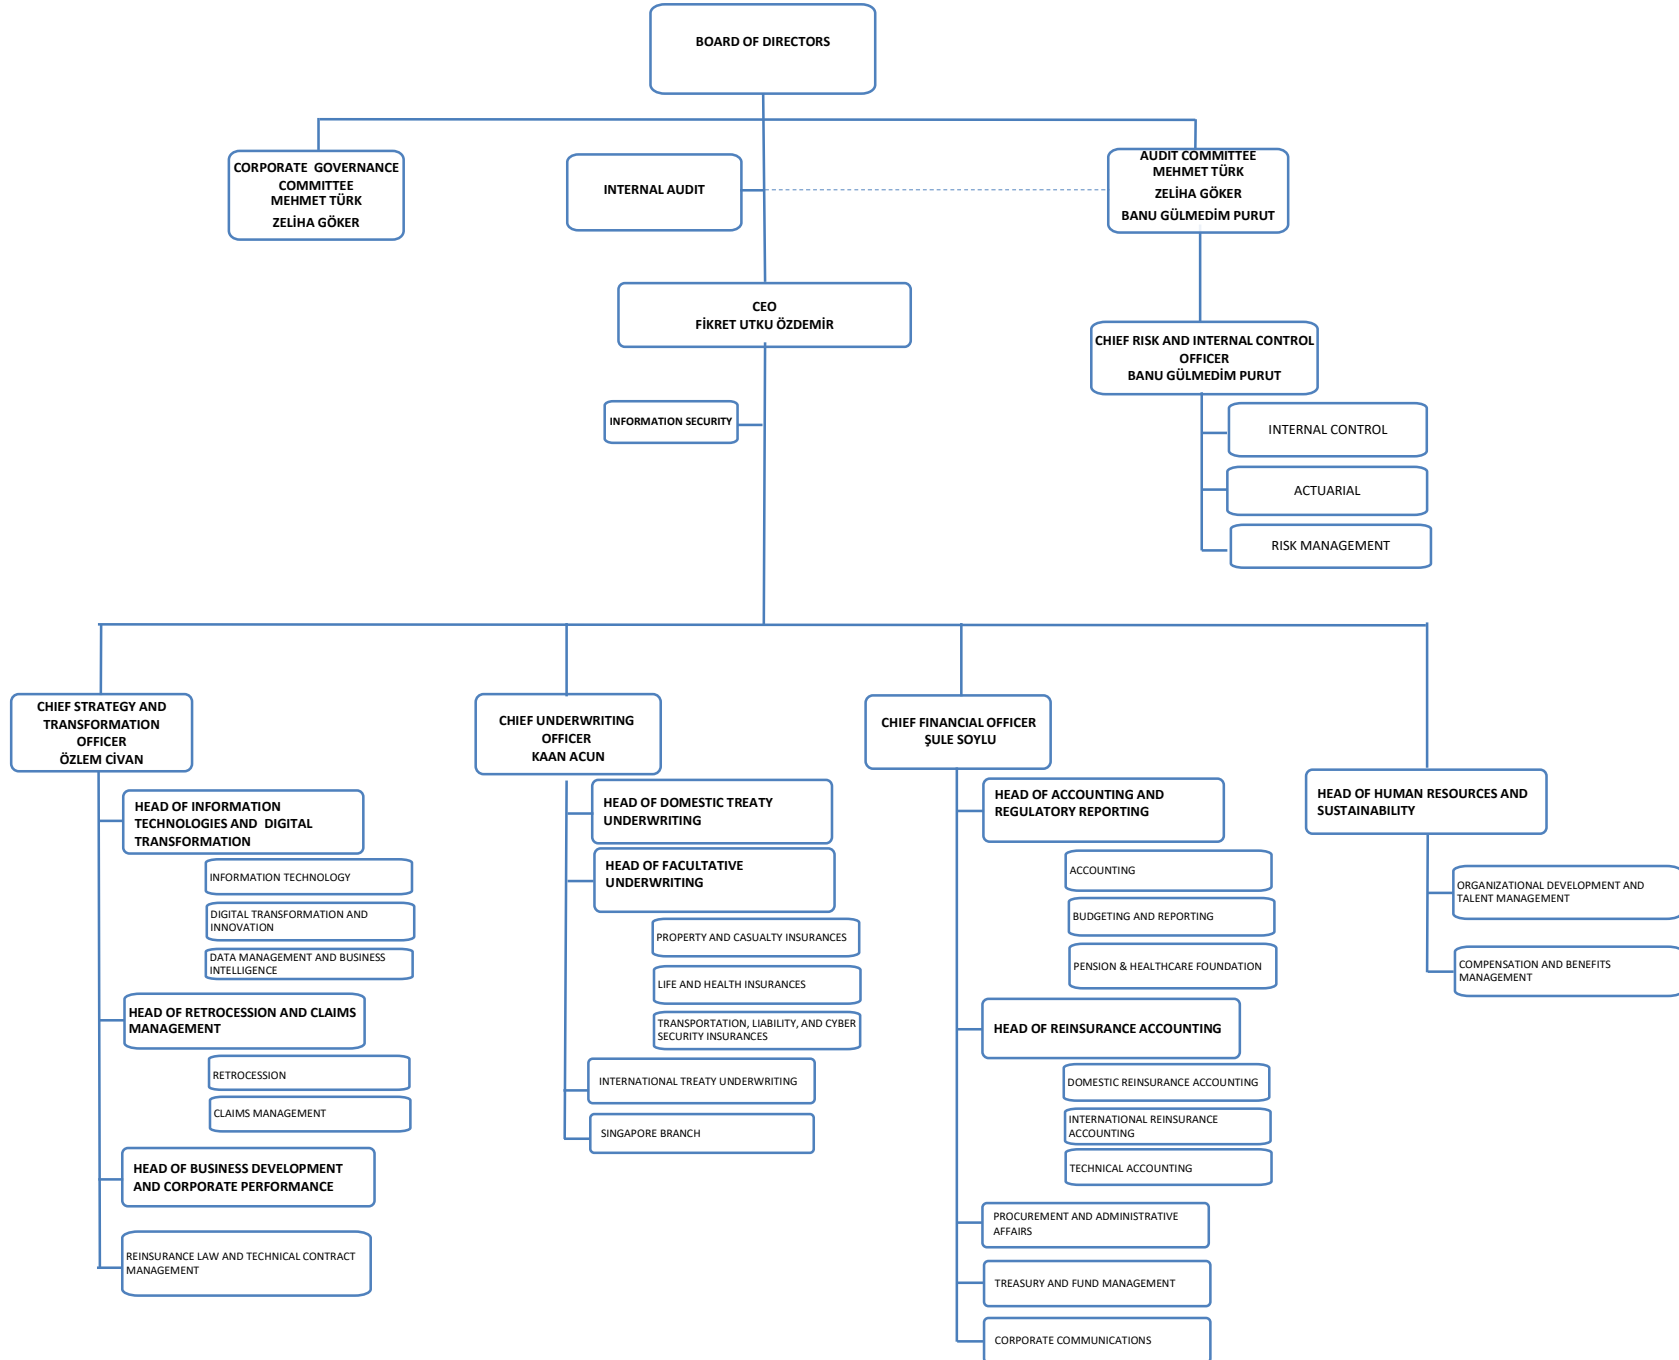 BOARD OF DIRECTORS
CORPORATE GOVERNANCE
COMMITTEE
MEHMET TÜRK
ZELİHA GÖKER
INTERNAL AUDIT
AUDIT COMMITTEE
MEHMET TÜRK
ZELİHA GÖKER
BANU GÜLMEDİM PURUT
CEO
FİKRET UTKU ÖZDEMİR
CHIEF RISK AND INTERNAL CONTROL
OFFICER
BANU GÜLMEDİM PURUT
INFORMATION SECURITY
INTERNAL CONTROL
ACTUARIAL
RISK MANAGEMENT
CHIEF STRATEGY AND
TRANSFORMATION
OFFICER
ÖZLEM CİVAN
HEAD OF INFORMATION
TECHNOLOGIES AND DIGITAL
TRANSFORMATION
INFORMATION TECHNOLOGY
DIGITAL TRANSFORMATION AND
INNOVATION
DATA MANAGEMENT AND BUSINESS
INTELLIGENCE
HEAD OF RETROCESSION AND CLAIMS
MANAGEMENT
RETROCESSION
CLAIMS MANAGEMENT
HEAD OF BUSINESS DEVELOPMENT
AND CORPORATE PERFORMANCE
REINSURANCE LAW AND TECHNICAL CONTRACT
MANAGEMENT
CHIEF UNDERWRITING
OFFICER
KAAN ACUN
HEAD OF DOMESTIC TREATY
UNDERWRITING
HEAD OF FACULTATIVE
UNDERWRITING
PROPERTY AND CASUALTY INSURANCES
LIFE AND HEALTH INSURANCES
TRANSPORTATION, LIABILITY, AND CYBER
SECURITY INSURANCES
INTERNATIONAL TREATY UNDERWRITING
SINGAPORE BRANCH
CHIEF FINANCIAL OFFICER
ŞULE SOYLU
HEAD OF ACCOUNTING AND
REGULATORY REPORTING
ACCOUNTING
BUDGETING AND REPORTING
PENSION & HEALTHCARE FOUNDATION
HEAD OF REINSURANCE ACCOUNTING
DOMESTIC REINSURANCE ACCOUNTING
INTERNATIONAL REINSURANCE
ACCOUNTING
TECHNICAL ACCOUNTING
PROCUREMENT AND ADMINISTRATIVE
AFFAIRS
TREASURY AND FUND MANAGEMENT
CORPORATE COMMUNICATIONS
HEAD OF HUMAN RESOURCES AND
SUSTAINABILITY
ORGANIZATIONAL DEVELOPMENT AND
TALENT MANAGEMENT
COMPENSATION AND BENEFITS
MANAGEMENT